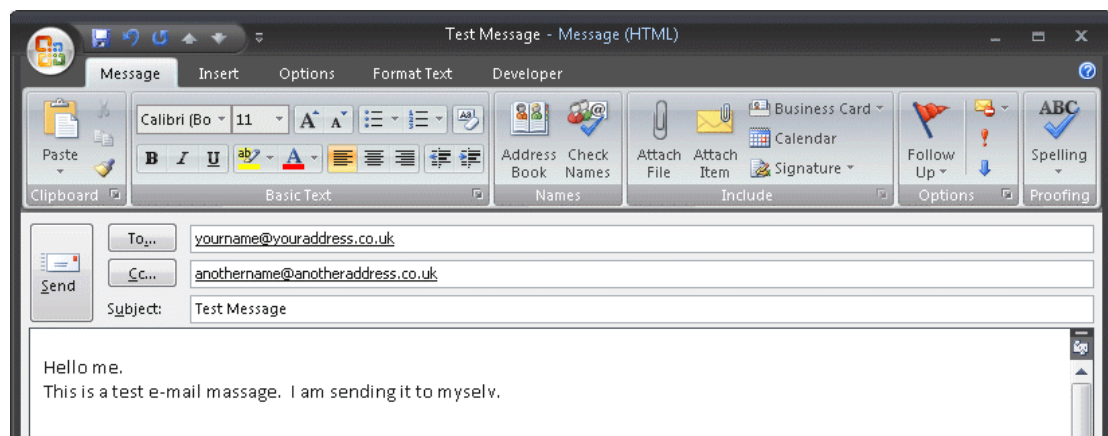 Test Message - Message (HTML)
Message Insert Options Format Text Developer
Calibri (Bo 11 A A Aa Business Card ABC
Calendar
Paste B I U ab A Address Check Attach Attach Signature Follow Spelling
Book Names File Item Up
Clipboard Basic Text Names Include Options Proofing
To... yourname@youraddress.co.uk
Send Cc... anothername@anotheraddress.co.uk
Subject: Test Message
Hello me.
This is a test e-mail massage. I am sending it to myselv.